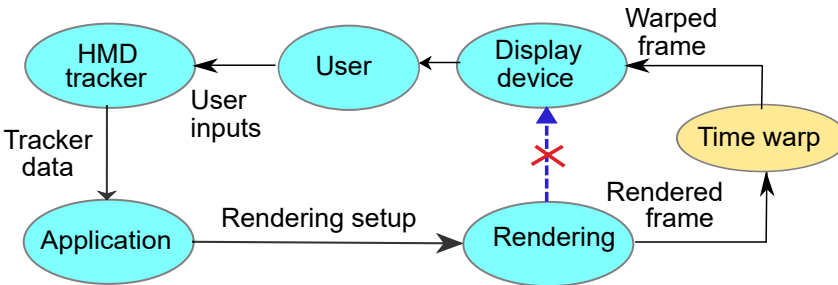 Warped
frame
HMD
tracker
User
Display
device
User
inputs
Time warp
Tracker
data
Rendered
frame
Application
Rendering setup
Rendering